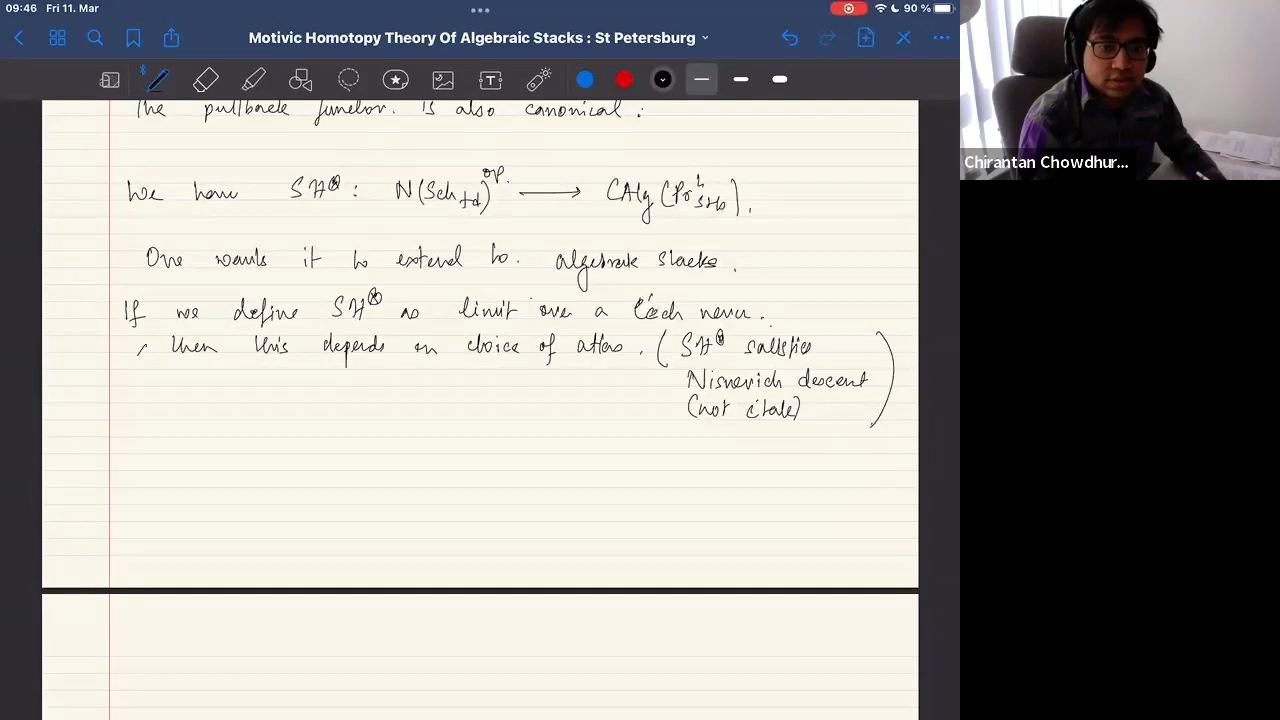 09:46 Fri 11. Mar
90 %
Motivic Homotopy Theory Of Algebraic Stacks : St Petersburg
Chirantan Chowdhur...
The pullback functor. is also canonical :
We have SH^⊗ : N(Sch_fd)^op. ⟶ CAlg(Pr^L_stb).
One wants it to extend to. algebraic stacks.
If we define SH^⊗ as limit over a Čech nerve.
, then this depends on choice of atlas. ( SH^⊗ satisfies
Nisnevich descent
(not étale) )